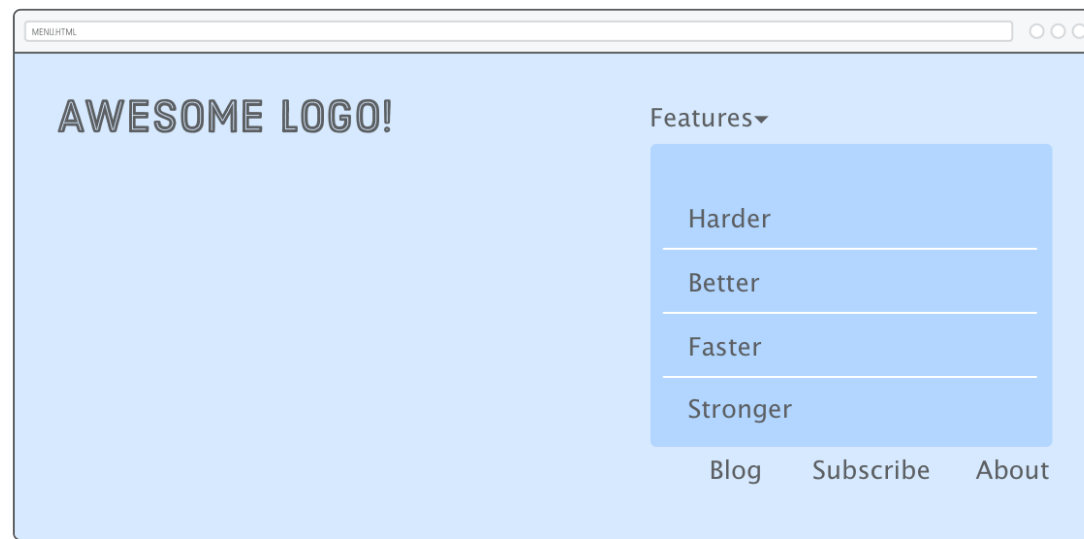 MENU.HTML
AWESOME LOGO!
Features
Harder
Better
Faster
Stronger
Blog Subscribe About